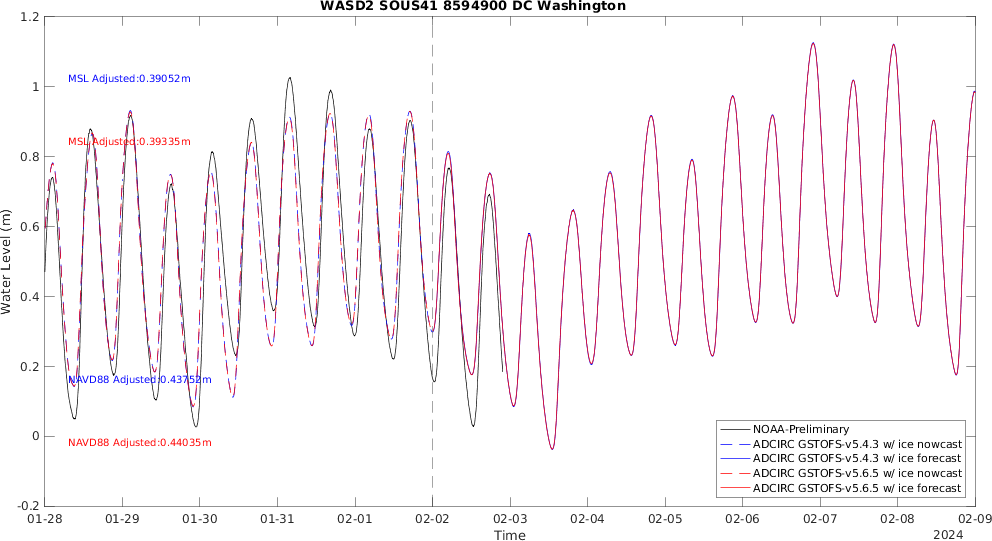 WASD2 SOUS41 8594900 DC Washington
1.2
1
0.8
0.6
0.4
0.2
0
-0.2
Water Level (m)
MSL Adjusted:0.39052m
MSL Adjusted:0.39335m
NAVD88 Adjusted:0.43752m
NAVD88 Adjusted:0.44035m
NOAA-Preliminary
ADCIRC GSTOFS-v5.4.3 w/ ice nowcast
ADCIRC GSTOFS-v5.4.3 w/ ice forecast
ADCIRC GSTOFS-v5.6.5 w/ ice nowcast
ADCIRC GSTOFS-v5.6.5 w/ ice forecast
01-28 01-29 01-30 01-31 02-01 02-02 02-03 02-04 02-05 02-06 02-07 02-08 02-09
Time
2024